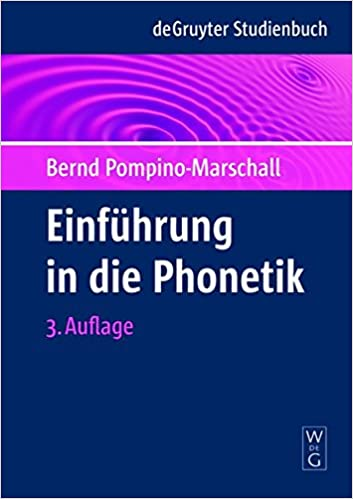 deGruyter Studienbuch
Bernd Pompino-Marschall
Einführung
in die Phonetik
3. Auflage
W
DE
G